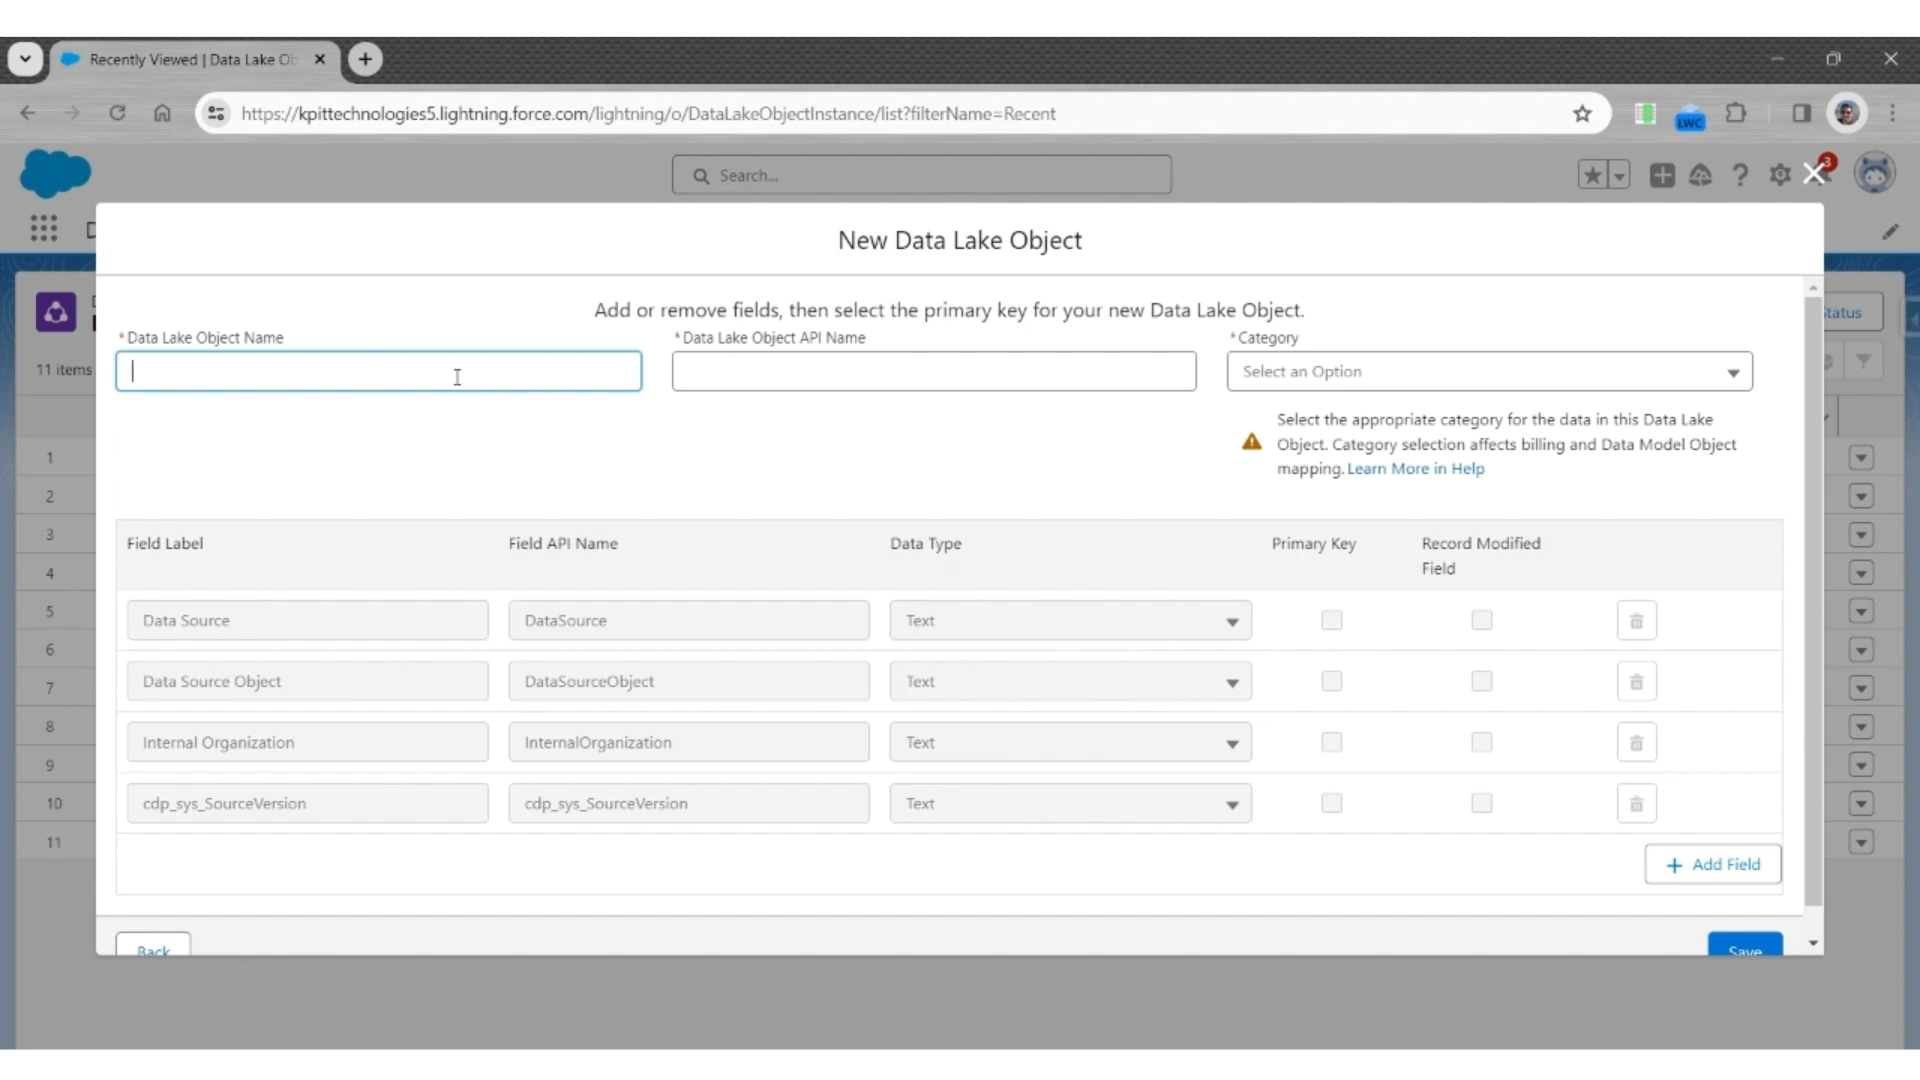 Recently Viewed | Data Lake Ob
https://kpittechnologies5.lightning.force.com/lightning/o/DataLakeObjectInstance/list?filterName=Recent
LWC
Search...
3
New Data Lake Object
Add or remove fields, then select the primary key for your new Data Lake Object.
Status
*Data Lake Object Name
*Data Lake Object API Name
*Category
11 items
Select an Option
Select the appropriate category for the data in this Data Lake
Object. Category selection affects billing and Data Model Object
mapping. Learn More in Help
Field Label Field API Name Data Type Primary Key Record Modified
Field
Data Source DataSource Text
Data Source Object DataSourceObject Text
Internal Organization InternalOrganization Text
cdp_sys_SourceVersion cdp_sys_SourceVersion Text
+ Add Field
Back
Save
1
2
3
4
5
6
7
8
9
10
11